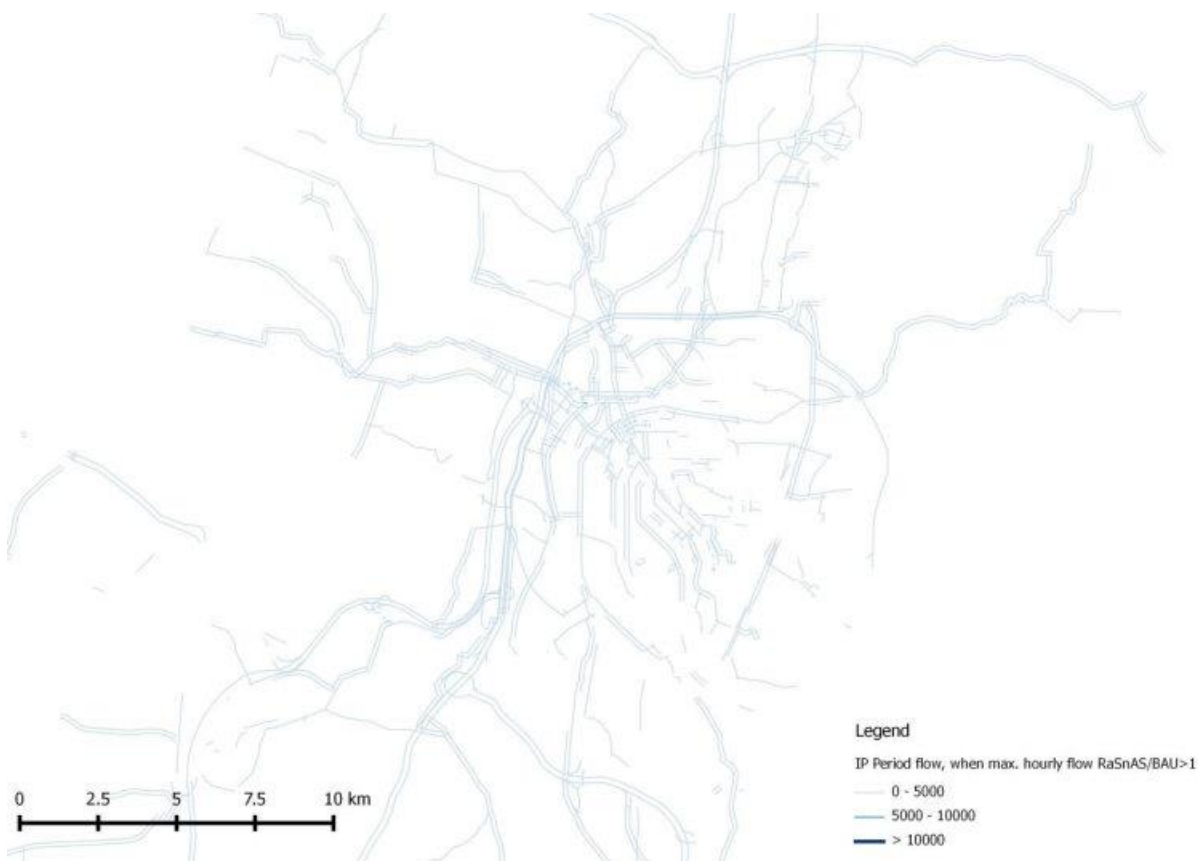 Legend
IP Period flow, when max. hourly flow RaSnAS/BAU>1
0 - 5000
5000 - 10000
> 10000
0 2.5 5 7.5 10 km